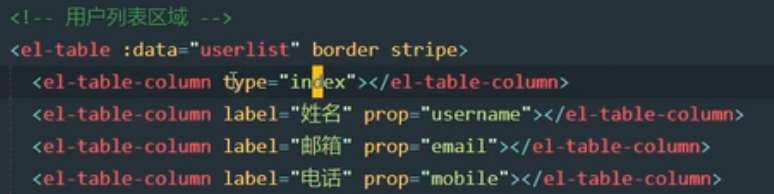 <!-- 用户列表区域 -->
<el-table :data="userlist" border stripe>
<el-table-column type="index"></el-table-column>
<el-table-column label="姓名" prop="username"></el-table-column>
<el-table-column label="邮箱" prop="email"></el-table-column>
<el-table-column label="电话" prop="mobile"></el-table-column>